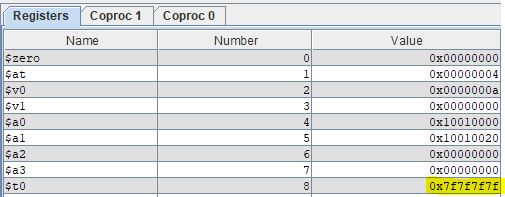 Registers Coproc 1 Coproc 0
Name Number Value
$zero 0 0x00000000
$at 1 0x00000004
$v0 2 0x0000000a
$v1 3 0x00000000
$a0 4 0x10010000
$a1 5 0x10010020
$a2 6 0x00000000
$a3 7 0x00000000
$t0 8 0x7f7f7f7f